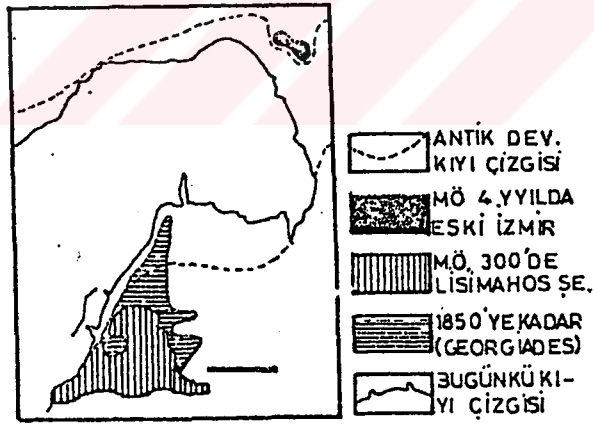 ANTİK DEV.
KIYI ÇİZGİSİ
MÖ 4.YYILDA
ESKİ İZMİR
M.Ö. 300'DE
LİSİMAHOS ŞE.
1850'YE KADAR
(GEORGIADES)
BUGÜNKÜ KI-
YI ÇİZGİSİ